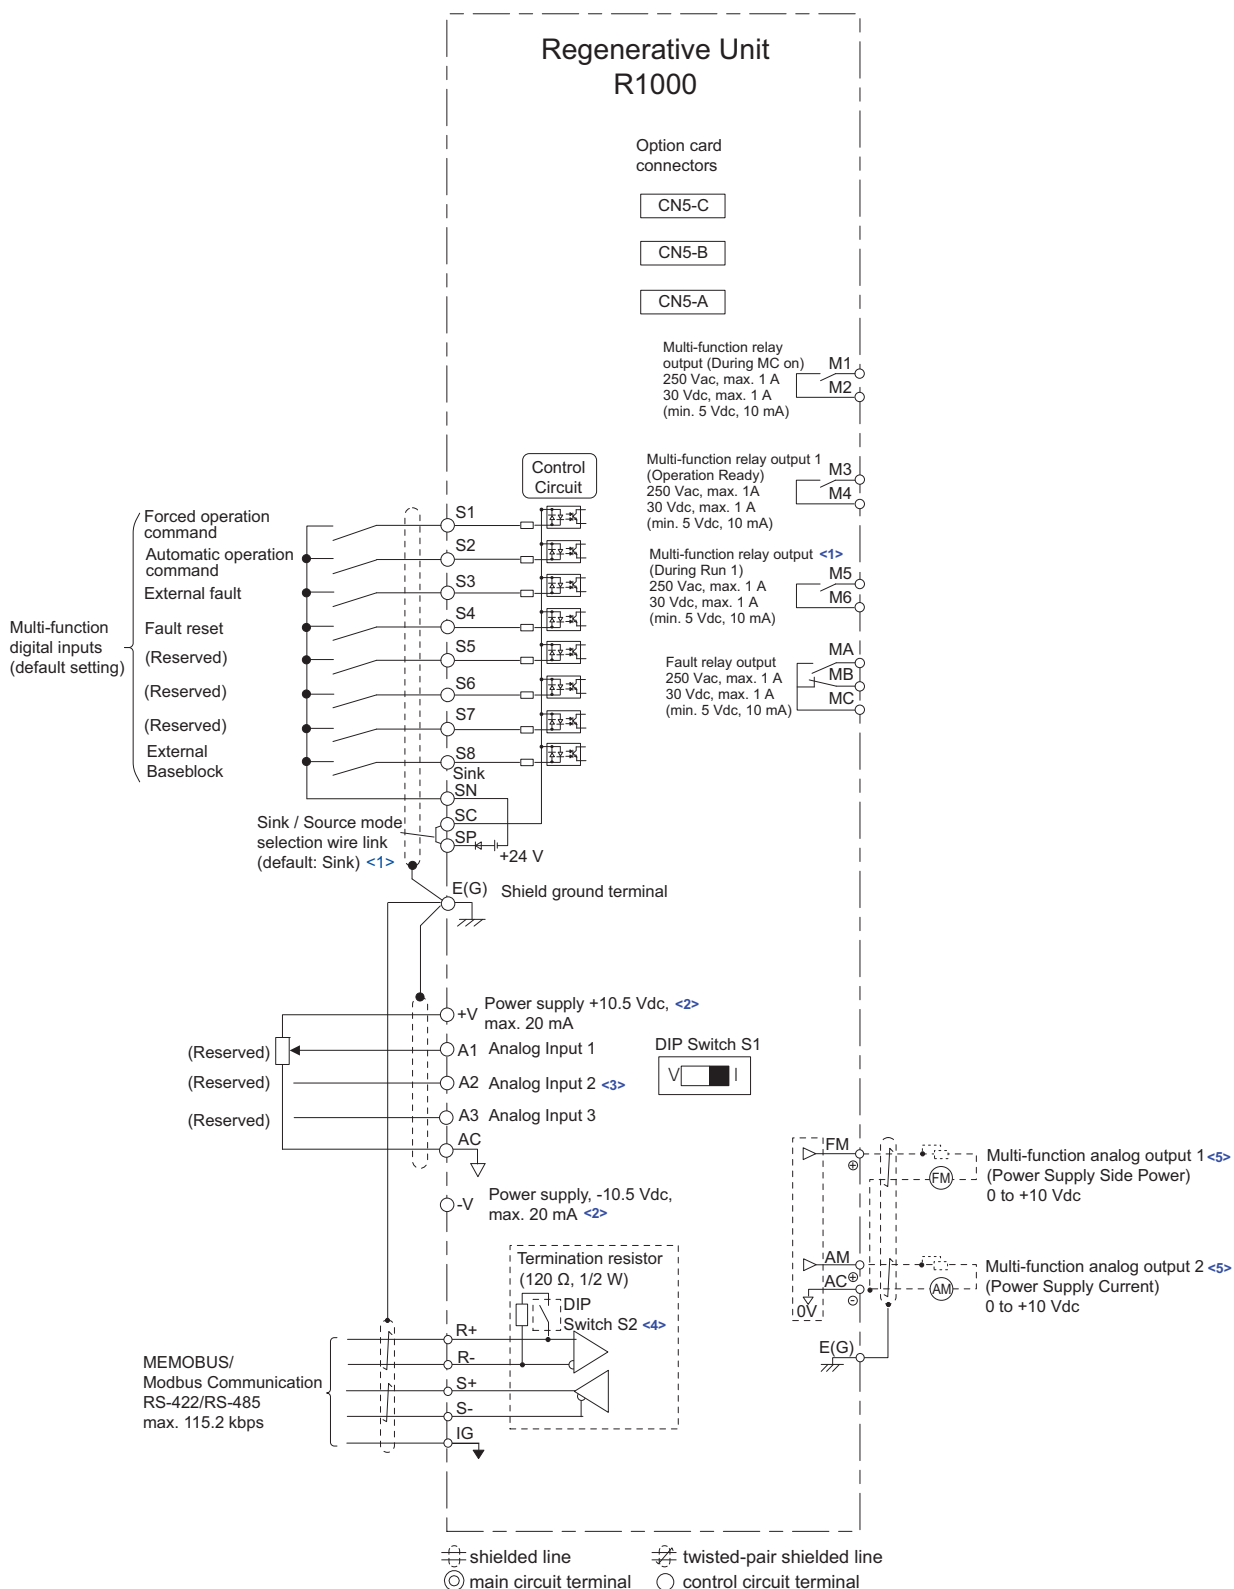 Regenerative Unit
R1000
Option card
connectors
CN5-C
CN5-B
CN5-A
Multi-function relay
output (During MC on)
250 Vac, max. 1 A
30 Vdc, max. 1 A
(min. 5 Vdc, 10 mA)
M1
M2
Multi-function relay output 1
(Operation Ready)
250 Vac, max. 1A
30 Vdc, max. 1 A
(min. 5 Vdc, 10 mA)
M3
M4
Multi-function relay output <1>
(During Run 1)
250 Vac, max. 1 A
30 Vdc, max. 1 A
(min. 5 Vdc, 10 mA)
M5
M6
Fault relay output
250 Vac, max. 1 A
30 Vdc, max. 1 A
(min. 5 Vdc, 10 mA)
MA
MB
MC
Control
Circuit
Multi-function
digital inputs
(default setting)
Forced operation
command
S1
Automatic operation
command
S2
External fault
S3
Fault reset
S4
(Reserved)
S5
(Reserved)
S6
(Reserved)
S7
External
Baseblock
S8
Sink
SN
SC
SP
+24 V
Sink / Source mode
selection wire link
(default: Sink) <1>
E(G)
Shield ground terminal
+V
Power supply +10.5 Vdc, <2>
max. 20 mA
(Reserved)
A1
Analog Input 1
(Reserved)
A2
Analog Input 2 <3>
(Reserved)
A3
Analog Input 3
AC
DIP Switch S1
V
I
-V
Power supply, -10.5 Vdc,
max. 20 mA <2>
Termination resistor
(120 Ω, 1/2 W)
DIP
Switch S2 <4>
MEMOBUS/
Modbus Communication
RS-422/RS-485
max. 115.2 kbps
R+
R-
S+
S-
IG
FM
FM
Multi-function analog output 1 <5>
(Power Supply Side Power)
0 to +10 Vdc
AM
AC
0V
AM
Multi-function analog output 2 <5>
(Power Supply Current)
0 to +10 Vdc
E(G)
shielded line
twisted-pair shielded line
main circuit terminal
control circuit terminal